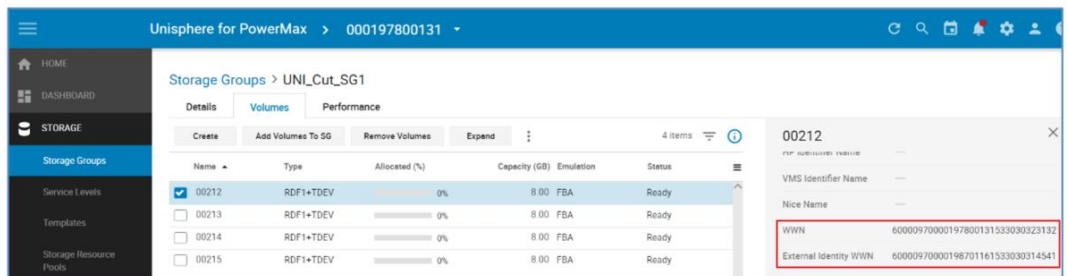 Unisphere for PowerMax > 000197800131
HOME
DASHBOARD
STORAGE
Storage Groups
Service Levels
Templates
Storage Resource
Pools
Storage Groups > UNI_Cut_SG1
Details Volumes Performance
Create Add Volumes To SG Remove Volumes Expand 4 items
Name Type Allocated (%) Capacity (GB) Emulation Status
00212 RDF1+TDEV 0% 8.00 FBA Ready
00213 RDF1+TDEV 0% 8.00 FBA Ready
00214 RDF1+TDEV 0% 8.00 FBA Ready
00215 RDF1+TDEV 0% 8.00 FBA Ready
00212
HP Identifier Name —
VMS Identifier Name —
Nice Name —
WWN 60000970000197800131533030323132
External Identity WWN 60000970000198701161533030314541